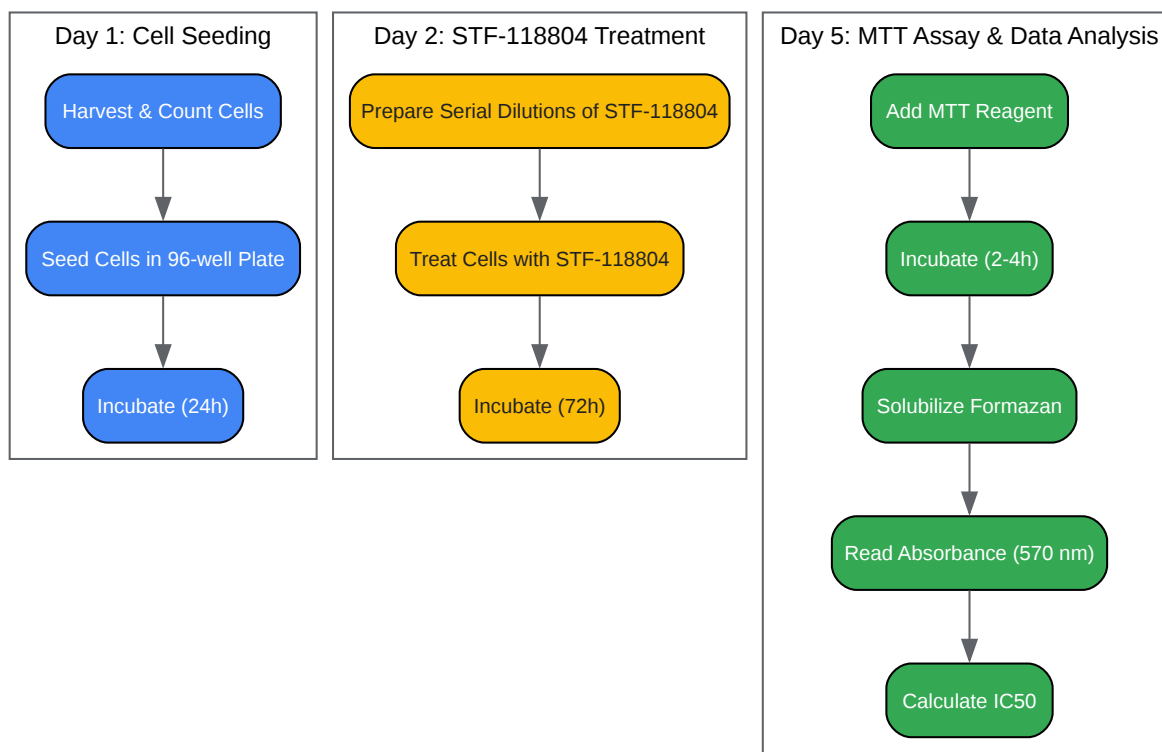 Day 1: Cell Seeding
Harvest & Count Cells
Seed Cells in 96-well Plate
Incubate (24h)
Day 2: STF-118804 Treatment
Prepare Serial Dilutions of STF-118804
Treat Cells with STF-118804
Incubate (72h)
Day 5: MTT Assay & Data Analysis
Add MTT Reagent
Incubate (2-4h)
Solubilize Formazan
Read Absorbance (570 nm)
Calculate IC50